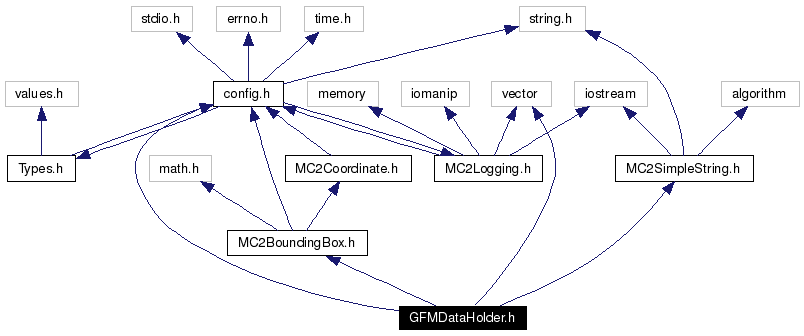 stdio.h
errno.h
time.h
string.h
values.h
config.h
memory
iomanip
vector
iostream
algorithm
Types.h
math.h
MC2Coordinate.h
MC2Logging.h
MC2SimpleString.h
MC2BoundingBox.h
GFMDataHolder.h